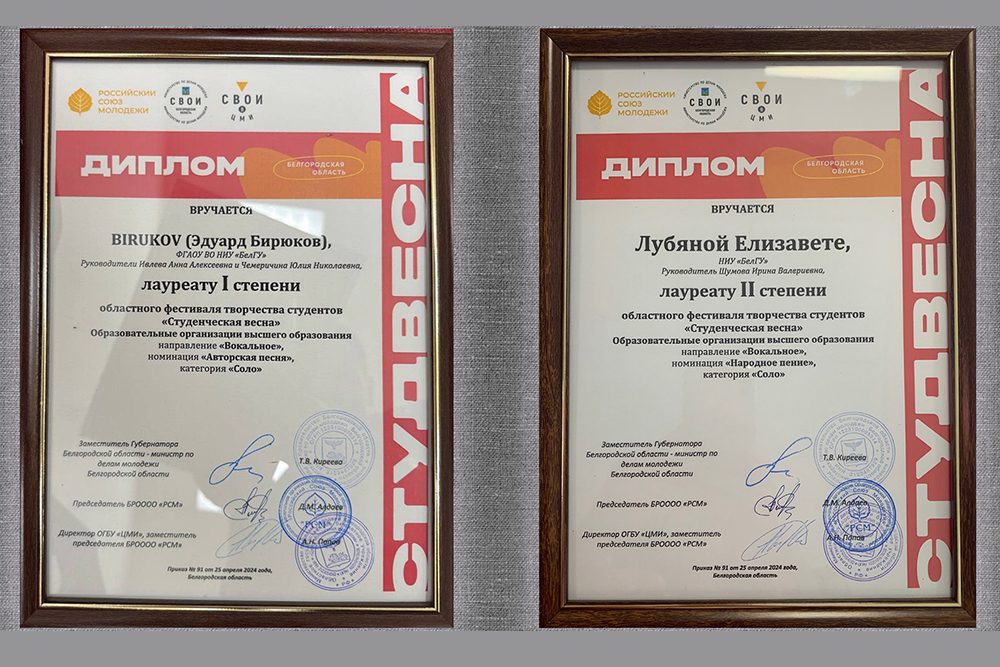 РОССИЙСКИЙ
СОЮЗ
МОЛОДЕЖИ
СВОИ
СВОИ
В
ЦМИ
ДИПЛОМ
БЕЛГОРОДСКАЯ
ОБЛАСТЬ
ВРУЧАЕТСЯ
BIRUKOV (Эдуард Бирюков),
ФГАОУ ВО НИУ «БелГУ»
Руководители Ивлева Анна Алексеевна и Чемеричина Юлия Николаевна,
лауреату I степени
областного фестиваля творчества студентов
«Студенческая весна»
Образовательные организации высшего образования
направление «Вокальное»,
номинация «Авторская песня»,
категория «Соло»
Заместитель Губернатора
Белгородской области - министр по
делам молодежи
Белгородской области
Т.В. Киреева
Председатель БРОООО «РСМ»
Д.М. Алдаев
Директор ОГБУ «ЦМИ», заместитель
председателя БРОООО «РСМ»
А.Н. Попов
РСМ
Приказ № 91 от 25 апреля 2024 года,
Белгородская область
СТУДВЕСНА
РОССИЙСКИЙ
СОЮЗ
МОЛОДЕЖИ
СВОИ
СВОИ
В
ЦМИ
ДИПЛОМ
БЕЛГОРОДСКАЯ
ОБЛАСТЬ
ВРУЧАЕТСЯ
Лубяной Елизавете,
НИУ «БелГУ»
Руководитель Шумова Ирина Валериевна,
лауреату II степени
областного фестиваля творчества студентов
«Студенческая весна»
Образовательные организации высшего образования
направление «Вокальное»,
номинация «Народное пение»,
категория «Соло»
Заместитель Губернатора
Белгородской области - министр по
делам молодежи
Белгородской области
Т.В. Киреева
Председатель БРОООО «РСМ»
Д.М. Алдаев
Директор ОГБУ «ЦМИ», заместитель
председателя БРОООО «РСМ»
А.Н. Попов
РСМ
Приказ № 91 от 25 апреля 2024 года,
Белгородская область
СТУДВЕСНА